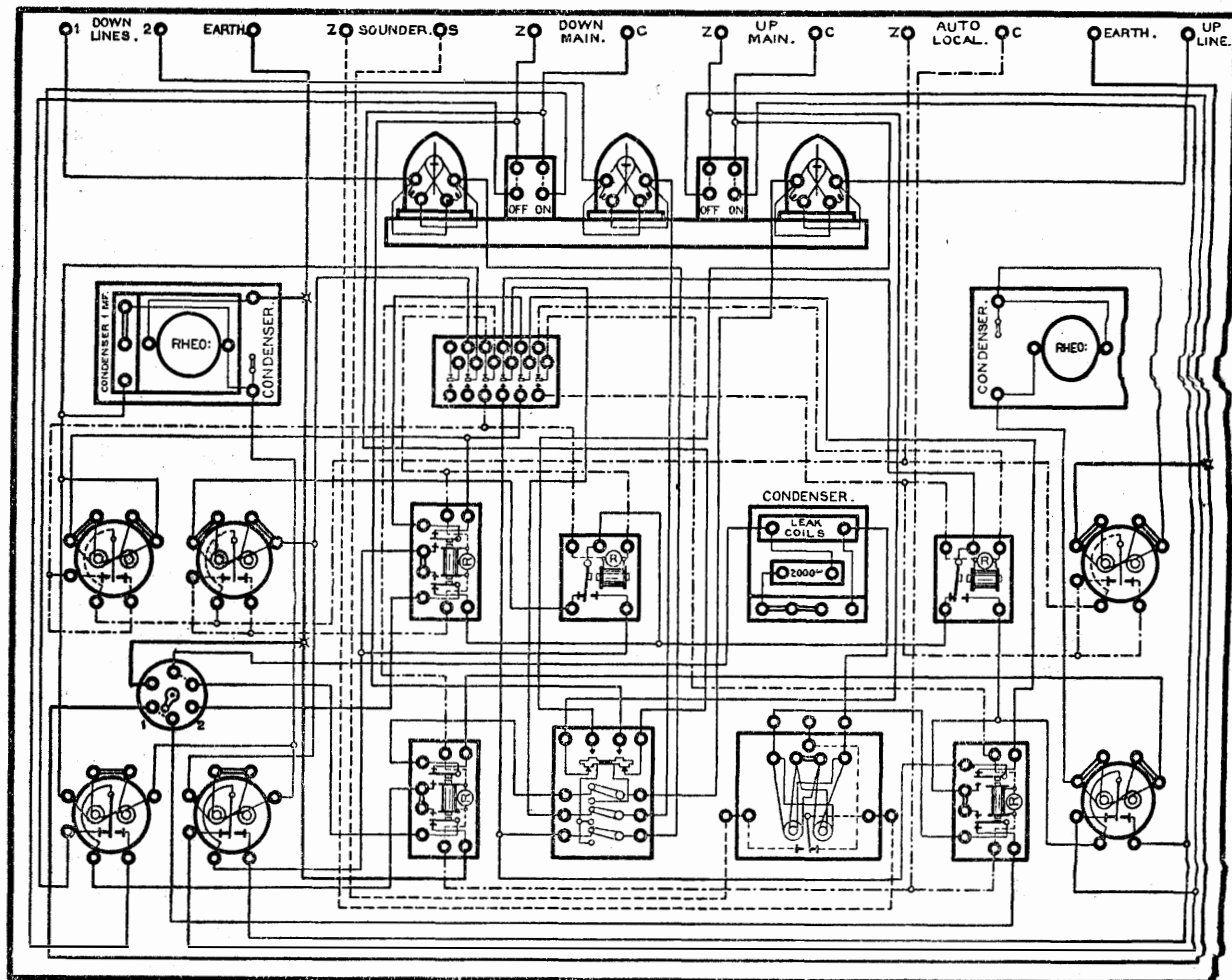 1 DOWN LINES. 2
EARTH.
Z SOUNDER. S
Z DOWN MAIN. C
Z UP MAIN. C
Z AUTO LOCAL. C
EARTH.
UP LINE.
OFF ON
OFF ON
CONDENSER 1 MF.
RHEO:
CONDENSER.
CONDENSER.
RHEO:
CONDENSER.
LEAK COILS
2000ω
R
R
R
1 2
R
R